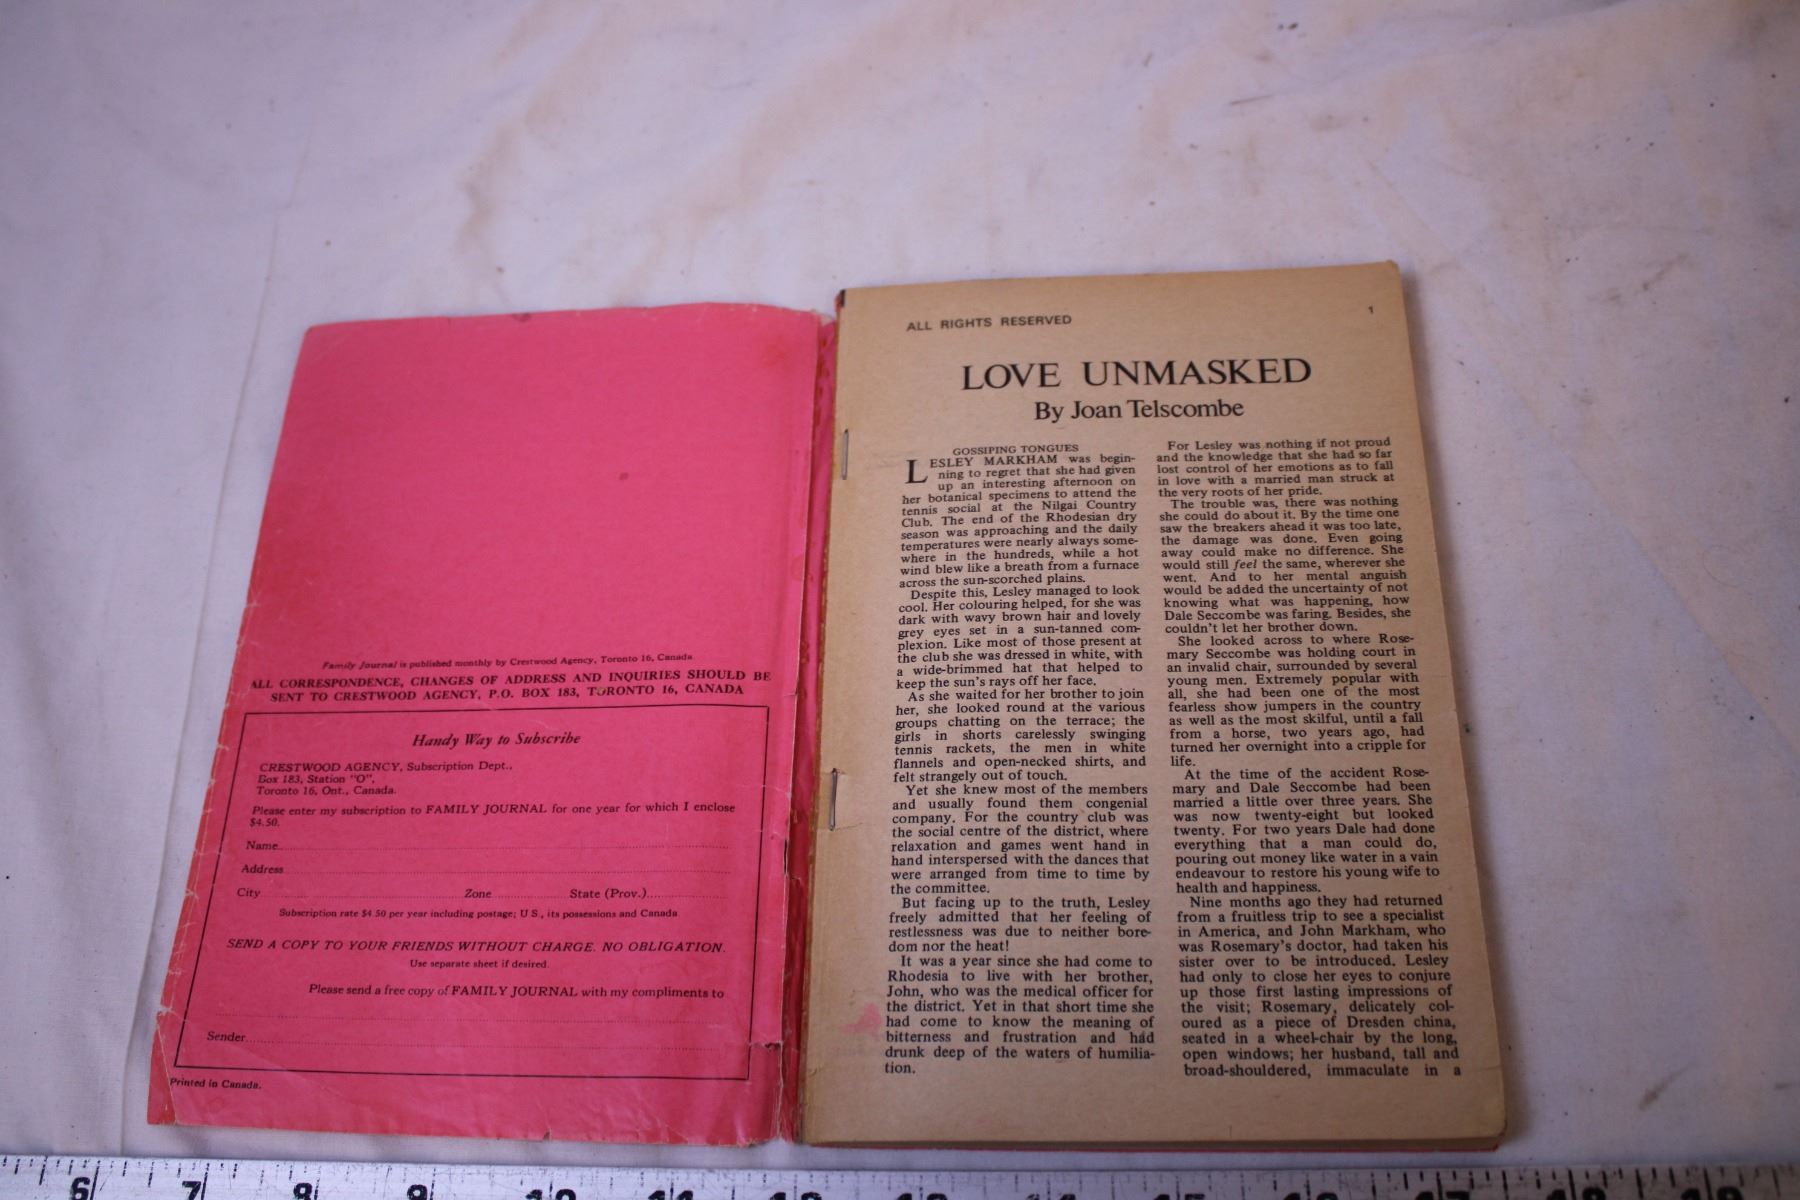 Family Journal is published monthly by Crestwood Agency, Toronto 16, Canada
ALL CORRESPONDENCE, CHANGES OF ADDRESS AND INQUIRIES SHOULD BE
SENT TO CRESTWOOD AGENCY, P.O. BOX 183, TORONTO 16, CANADA
Handy Way to Subscribe
CRESTWOOD AGENCY, Subscription Dept.,
Box 183, Station "O",
Toronto 16, Ont., Canada.
Please enter my subscription to FAMILY JOURNAL for one year for which I enclose
$4.50.
Name
Address
City Zone State (Prov.)
Subscription rate $4.50 per year including postage; U S., its possessions and Canada
SEND A COPY TO YOUR FRIENDS WITHOUT CHARGE. NO OBLIGATION.
Use separate sheet if desired.
Please send a free copy of FAMILY JOURNAL with my compliments to
Sender
Printed in Canada.
ALL RIGHTS RESERVED
1
LOVE UNMASKED
By Joan Telscombe
GOSSIPING TONGUES
LESLEY MARKHAM was begin-
ning to regret that she had given
up an interesting afternoon on
her botanical specimens to attend the
tennis social at the Nilgai Country
Club. The end of the Rhodesian dry
season was approaching and the daily
temperatures were nearly always some-
where in the hundreds, while a hot
wind blew like a breath from a furnace
across the sun-scorched plains.
Despite this, Lesley managed to look
cool. Her colouring helped, for she was
dark with wavy brown hair and lovely
grey eyes set in a sun-tanned com-
plexion. Like most of those present at
the club she was dressed in white, with
a wide-brimmed hat that helped to
keep the sun's rays off her face.
As she waited for her brother to join
her, she looked round at the various
groups chatting on the terrace; the
girls in shorts carelessly swinging
tennis rackets, the men in white
flannels and open-necked shirts, and
felt strangely out of touch.
Yet she knew most of the members
and usually found them congenial
company. For the country club was
the social centre of the district, where
relaxation and games went hand in
hand interspersed with the dances that
were arranged from time to time by
the committee.
But facing up to the truth, Lesley
freely admitted that her feeling of
restlessness was due to neither bore-
dom nor the heat!
It was a year since she had come to
Rhodesia to live with her brother,
John, who was the medical officer for
the district. Yet in that short time she
had come to know the meaning of
bitterness and frustration and had
drunk deep of the waters of humilia-
tion.
For Lesley was nothing if not proud
and the knowledge that she had so far
lost control of her emotions as to fall
in love with a married man struck at
the very roots of her pride.
The trouble was, there was nothing
she could do about it. By the time one
saw the breakers ahead it was too late,
the damage was done. Even going
away could make no difference. She
would still feel the same, wherever she
went. And to her mental anguish
would be added the uncertainty of not
knowing what was happening, how
Dale Seccombe was faring. Besides, she
couldn't let her brother down.
She looked across to where Rose-
mary Seccombe was holding court in
an invalid chair, surrounded by several
young men. Extremely popular with
all, she had been one of the most
fearless show jumpers in the country
as well as the most skilful, until a fall
from a horse, two years ago, had
turned her overnight into a cripple for
life.
At the time of the accident Rose-
mary and Dale Seccombe had been
married a little over three years. She
was now twenty-eight but looked
twenty. For two years Dale had done
everything that a man could do,
pouring out money like water in a vain
endeavour to restore his young wife to
health and happiness.
Nine months ago they had returned
from a fruitless trip to see a specialist
in America, and John Markham, who
was Rosemary's doctor, had taken his
sister over to be introduced. Lesley
had only to close her eyes to conjure
up those first lasting impressions of
the visit; Rosemary, delicately col-
oured as a piece of Dresden china,
seated in a wheel-chair by the long,
open windows; her husband, tall and
broad-shouldered, immaculate in a
6 7 8 9 10 11 12 13 14 15 16 17 18 19